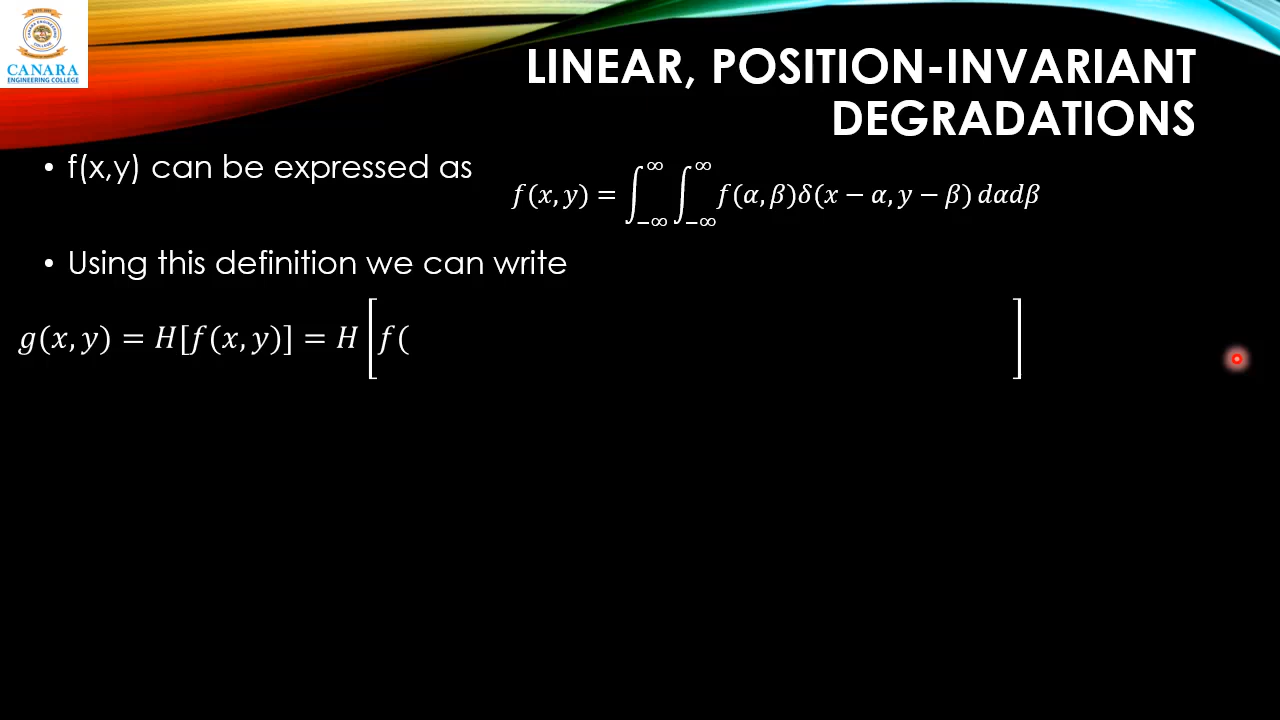 CANARA
ENGINEERING COLLEGE
LINEAR, POSITION-INVARIANT
DEGRADATIONS
• f(x,y) can be expressed as
f(x, y) = ∫_{−∞}^{∞} ∫_{−∞}^{∞} f(α, β)δ(x − α, y − β) dαdβ
• Using this definition we can write
g(x, y) = H[f(x, y)] = H [f( ]